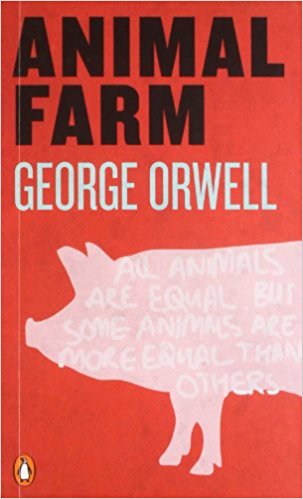 ANIMAL
FARM
GEORGE ORWELL
ALL ANIMALS
ARE EQUAL BUT
SOME ANIMALS ARE
MORE EQUAL THAN
OTHERS